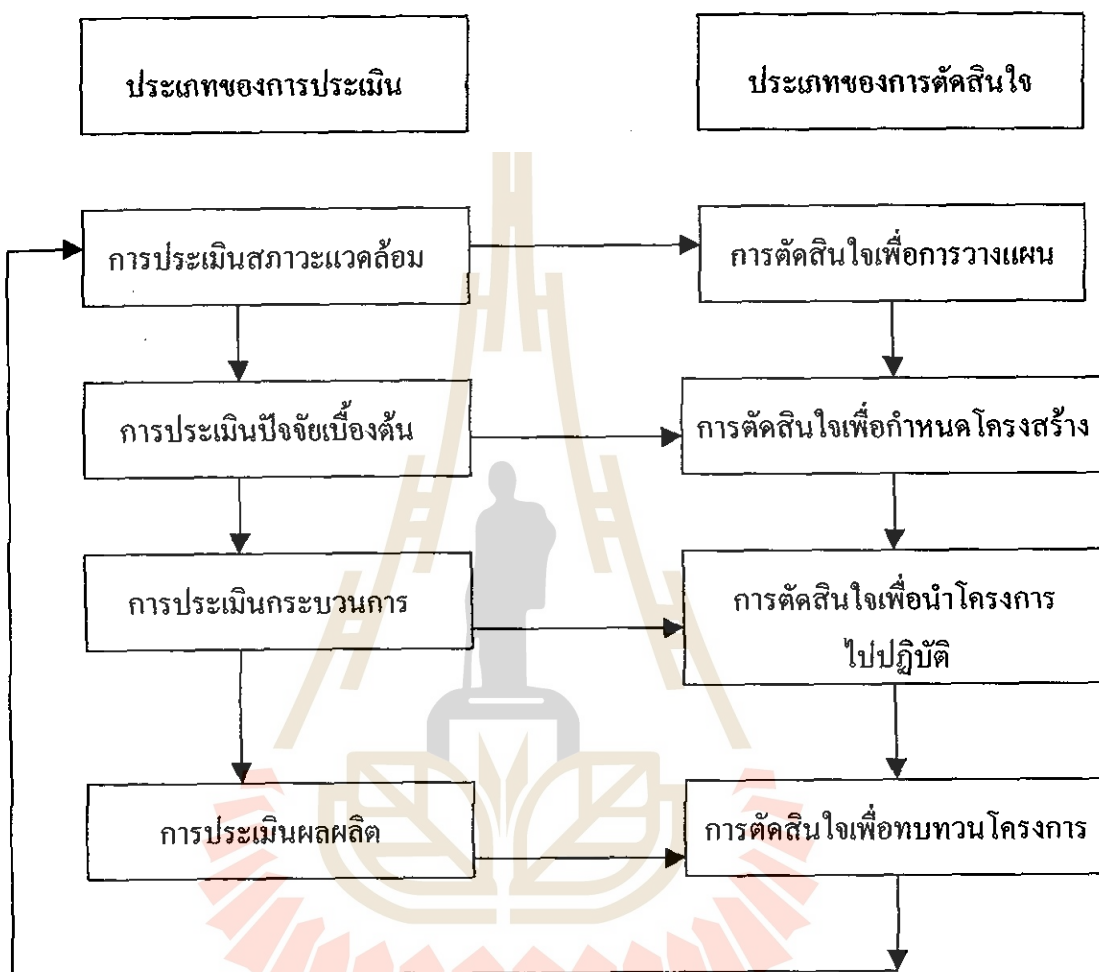 ประเภทของการประเมิน
ประเภทของการตัดสินใจ
การประเมินสภาวะแวดล้อม
การตัดสินใจเพื่อการวางแผน
การประเมินปัจจัยเบื้องต้น
การตัดสินใจเพื่อกำหนดโครงสร้าง
การประเมินกระบวนการ
การตัดสินใจเพื่อนำโครงการ
ไปปฏิบัติ
การประเมินผลผลิต
การตัดสินใจเพื่อทบทวนโครงการ